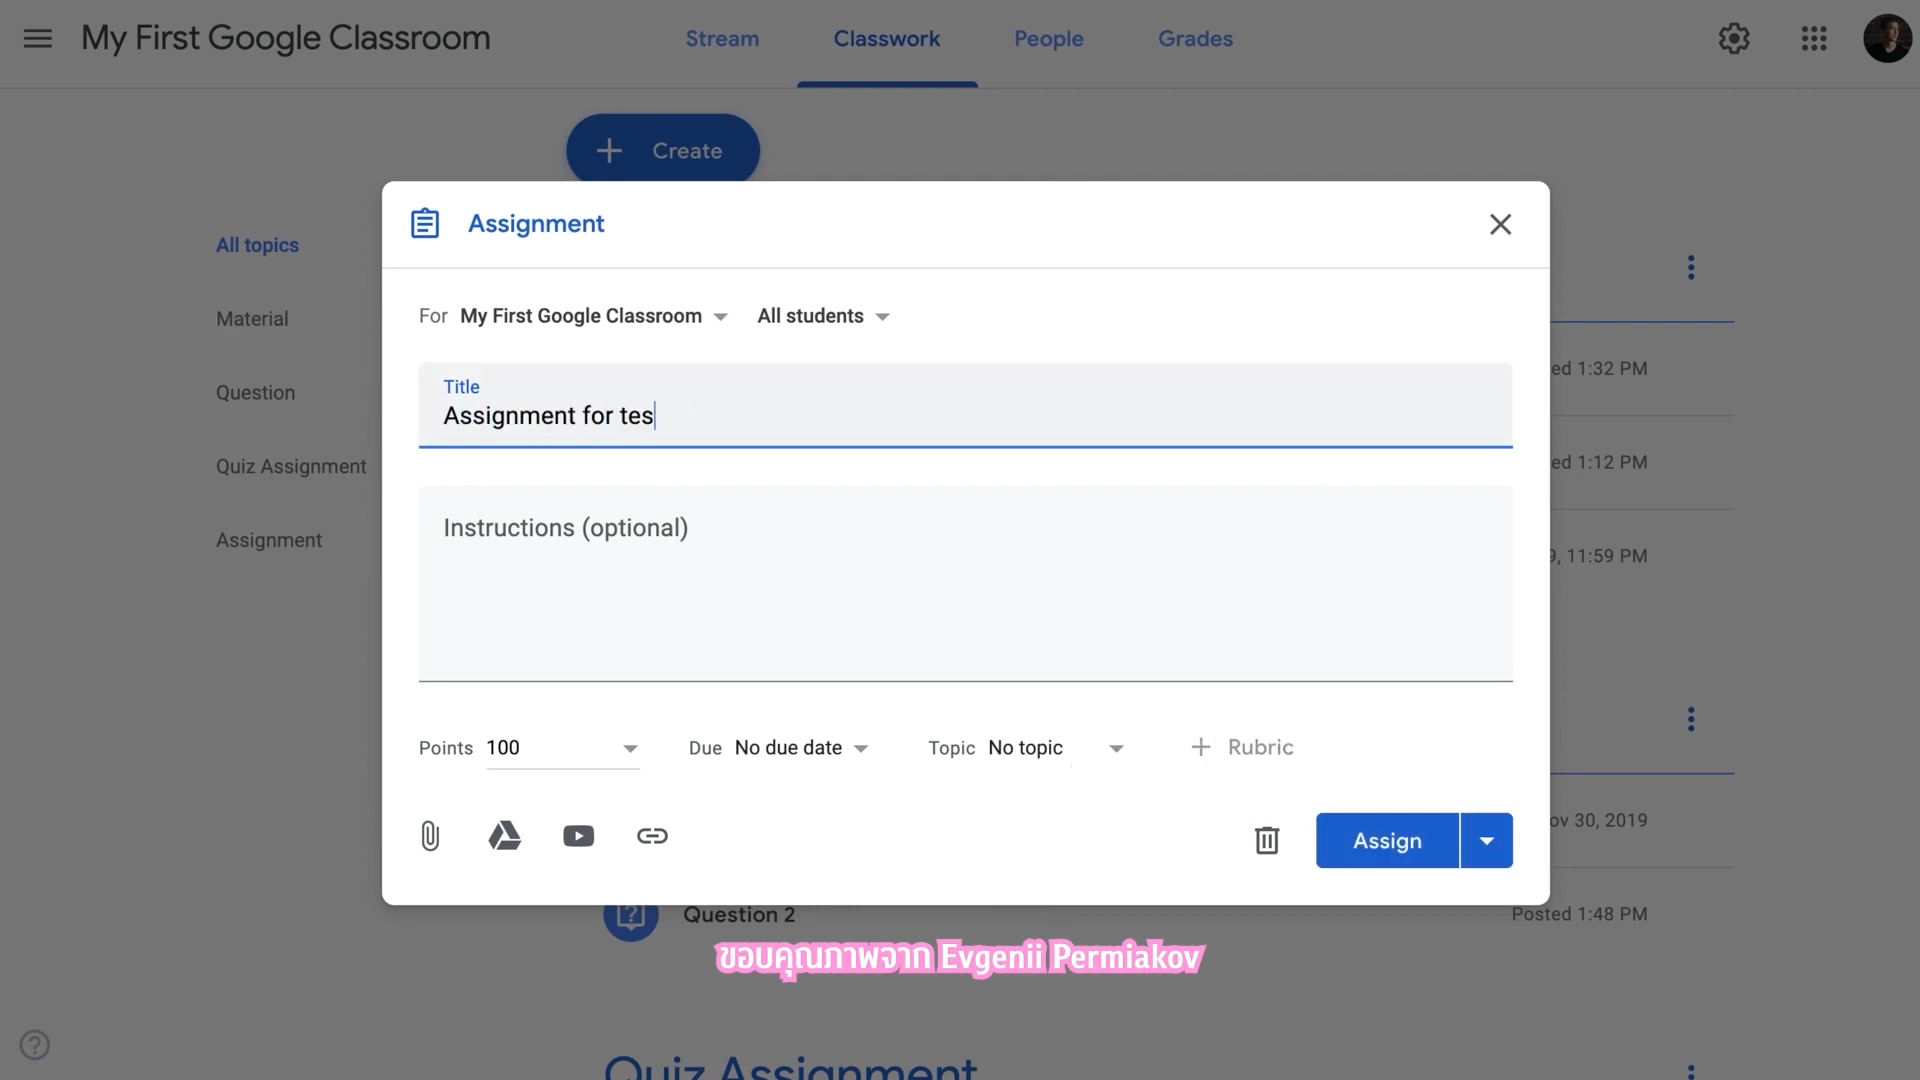 My First Google Classroom
Stream
Classwork
People
Grades
Create
Assignment
All topics
Material
Question
Quiz Assignment
Assignment
For My First Google Classroom
All students
Title
Assignment for tes
Instructions (optional)
Points 100
Due No due date
Topic No topic
Rubric
Assign
ed 1:32 PM
ed 1:12 PM
9, 11:59 PM
ov 30, 2019
Question 2
Posted 1:48 PM
ขอบคุณภาพจาก Evgenii Permiakov
Quiz Assignment